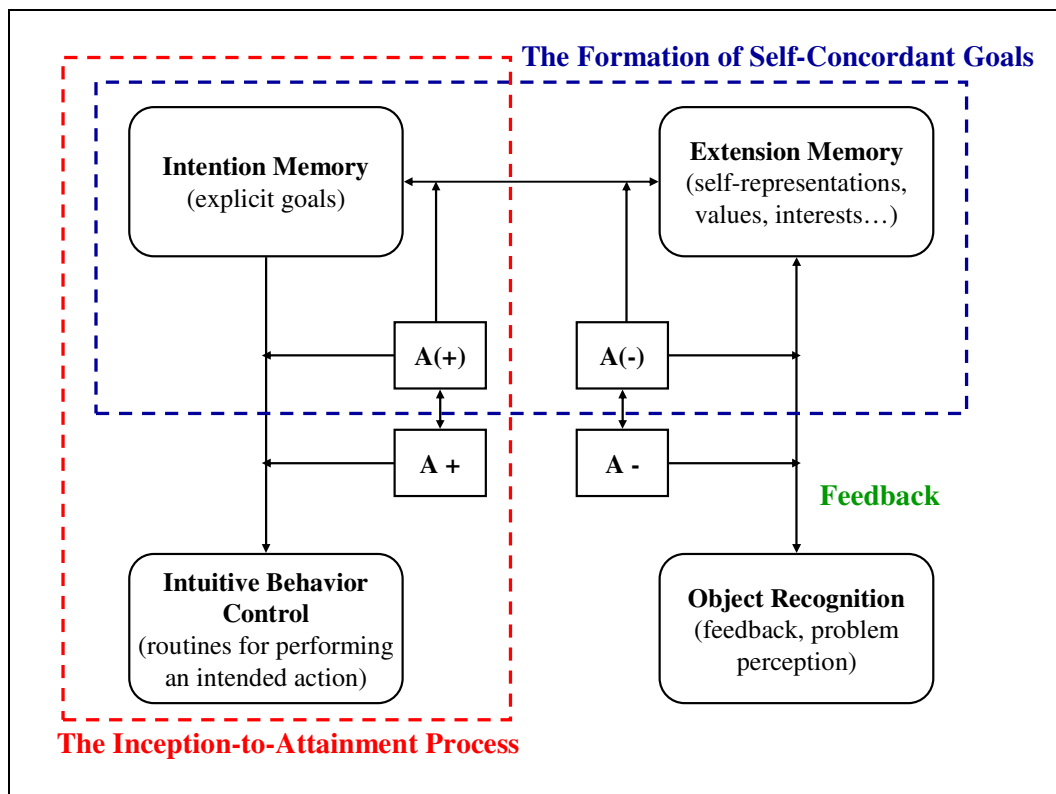 The Formation of Self-Concordant Goals
Intention Memory
(explicit goals)
Extension Memory
(self-representations,
values, interests…)
A(+)
A(-)
A +
A -
Feedback
Intuitive Behavior
Control
(routines for performing
an intended action)
Object Recognition
(feedback, problem
perception)
The Inception-to-Attainment Process